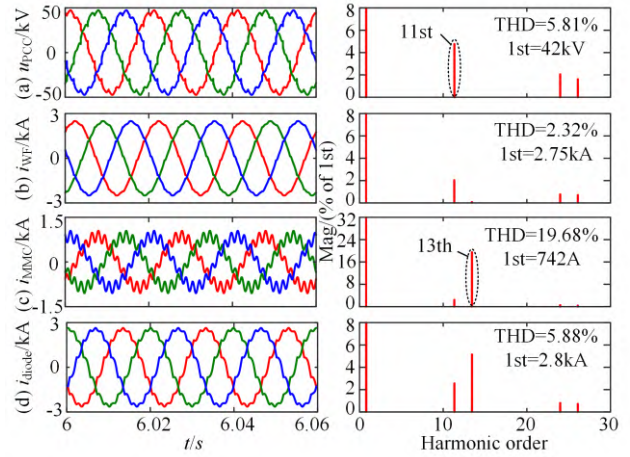 (a) uPCC/kV
50
0
-50
8
6
4
2
0
11st
THD=5.81%
1st=42kV
(b) iWF/kA
3
0
-3
8
6
4
2
0
THD=2.32%
1st=2.75kA
Mag/(% of 1st)
(c) iMMC/kA
1.5
0
-1.5
32
24
16
8
0
13th
THD=19.68%
1st=742A
(d) idiode/kA
3
0
-3
8
6
4
2
0
THD=5.88%
1st=2.8kA
6 6.02 6.04 6.06
t/s
0 10 20 30
Harmonic order